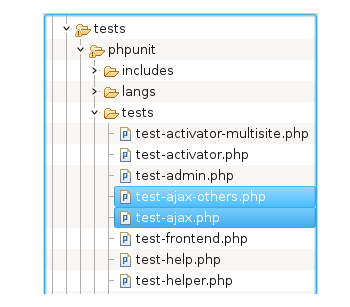 tests
phpunit
includes
langs
tests
test-activator-multisite.php
test-activator.php
test-admin.php
test-ajax-others.php
test-ajax.php
test-frontend.php
test-help.php
test-helper.php